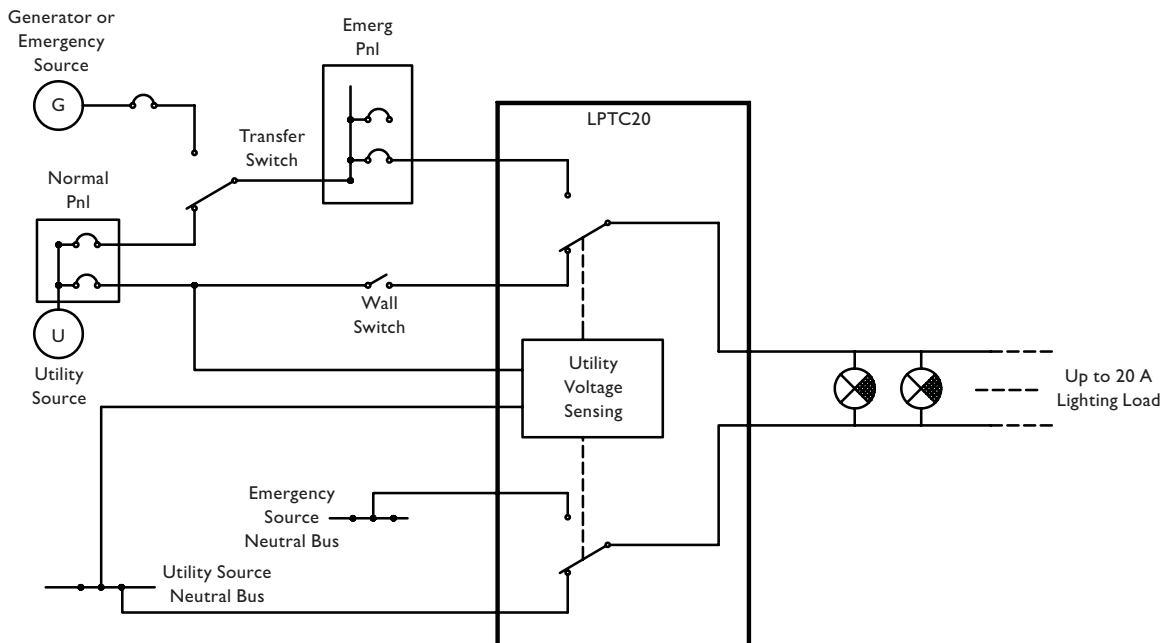 Generator or
Emergency
Source
G
Emerg
Pnl
LPTC20
Transfer
Switch
Normal
Pnl
Wall
Switch
U
Utility
Source
Utility
Voltage
Sensing
Up to 20 A
Lighting Load
Emergency
Source
Neutral Bus
Utility Source
Neutral Bus